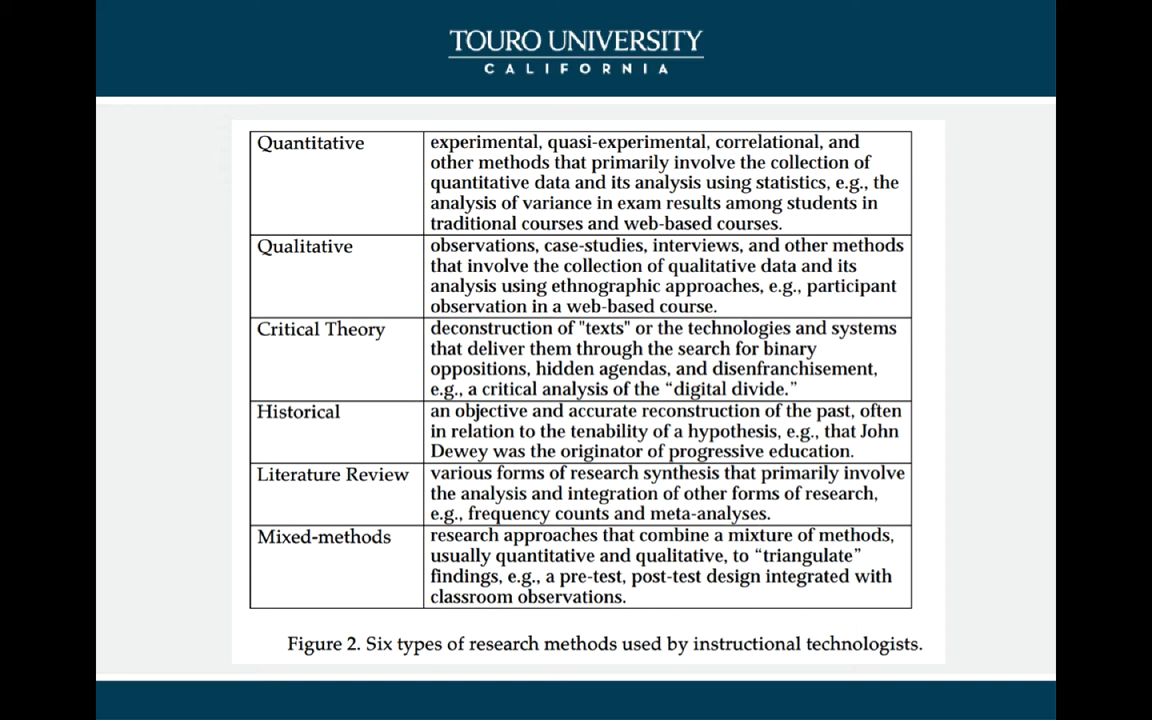 TOURO UNIVERSITY
CALIFORNIA
Quantitative
experimental, quasi-experimental, correlational, and
other methods that primarily involve the collection of
quantitative data and its analysis using statistics, e.g., the
analysis of variance in exam results among students in
traditional courses and web-based courses.
Qualitative
observations, case-studies, interviews, and other methods
that involve the collection of qualitative data and its
analysis using ethnographic approaches, e.g., participant
observation in a web-based course.
Critical Theory
deconstruction of "texts" or the technologies and systems
that deliver them through the search for binary
oppositions, hidden agendas, and disenfranchisement,
e.g., a critical analysis of the “digital divide.”
Historical
an objective and accurate reconstruction of the past, often
in relation to the tenability of a hypothesis, e.g., that John
Dewey was the originator of progressive education.
Literature Review
various forms of research synthesis that primarily involve
the analysis and integration of other forms of research,
e.g., frequency counts and meta-analyses.
Mixed-methods
research approaches that combine a mixture of methods,
usually quantitative and qualitative, to “triangulate”
findings, e.g., a pre-test, post-test design integrated with
classroom observations.
Figure 2. Six types of research methods used by instructional technologists.